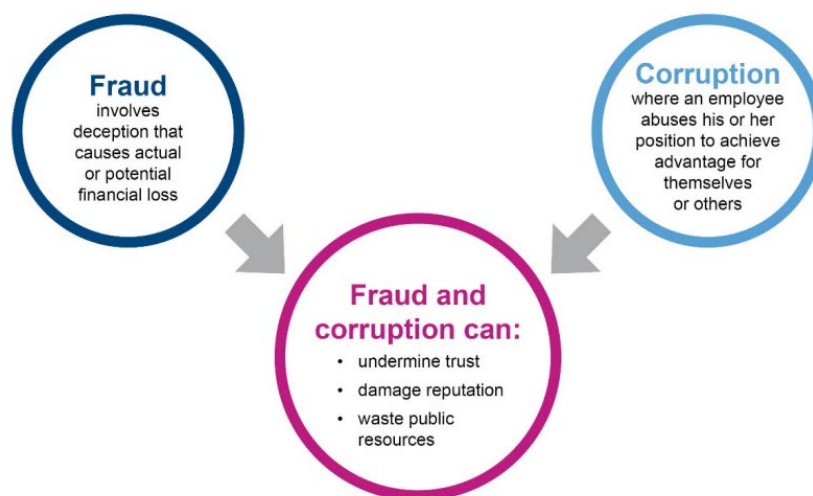 Fraud
involves
deception that
causes actual
or potential
financial loss
Corruption
where an employee
abuses his or her
position to achieve
advantage for
themselves
or others
Fraud and
corruption can:
• undermine trust
• damage reputation
• waste public
resources